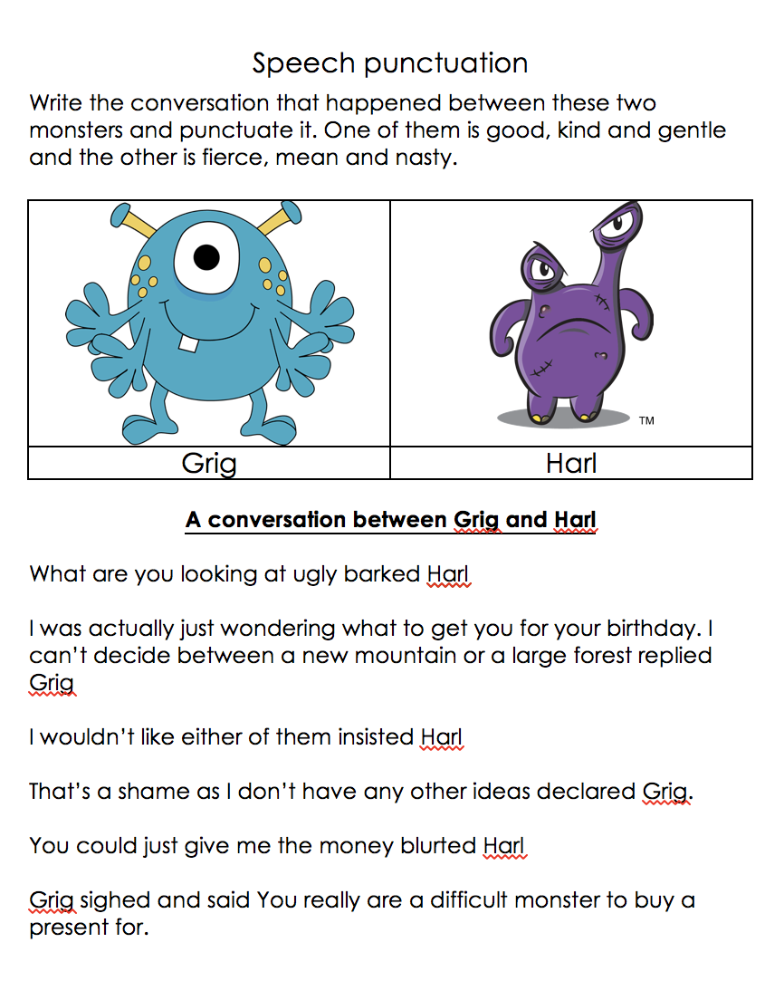 Speech punctuation
Write the conversation that happened between these two
monsters and punctuate it. One of them is good, kind and gentle
and the other is fierce, mean and nasty.
TM
Grig
Harl
A conversation between Grig and Harl
What are you looking at ugly barked Harl
I was actually just wondering what to get you for your birthday. I
can’t decide between a new mountain or a large forest replied
Grig
I wouldn’t like either of them insisted Harl
That’s a shame as I don’t have any other ideas declared Grig.
You could just give me the money blurted Harl
Grig sighed and said You really are a difficult monster to buy a
present for.